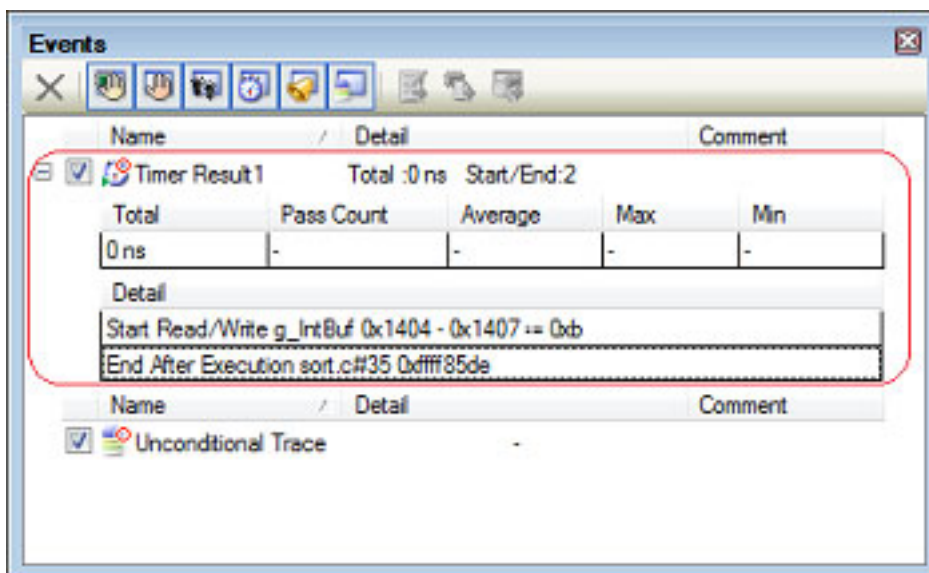 Events
Name / Detail Comment
Timer Result1 Total :0 ns Start/End:2
Total Pass Count Average Max Min
0 ns - - - -
Detail
Start Read/Write g_IntBuf 0x1404 - 0x1407 == 0xb
End After Execution sort.c#35 0xffff85de
Name / Detail Comment
Unconditional Trace -